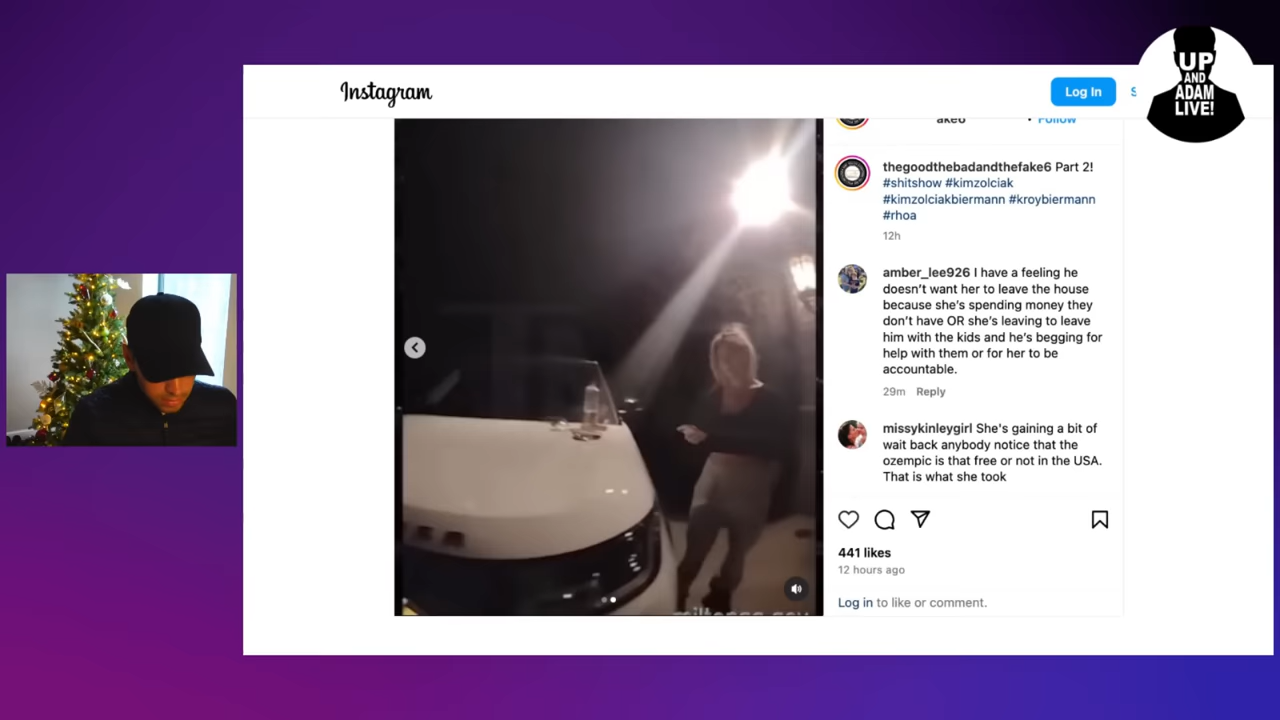 UP
AND
ADAM
LIVE!
Instagram
Log In
ake6
• Follow
thegoodthebadandthefake6 Part 2!
#shitshow #kimzolciak
#kimzolciakbiermann #kroybiermann
#rhoa
12h
amber_lee926 I have a feeling he
doesn’t want her to leave the house
because she’s spending money they
don’t have OR she’s leaving to leave
him with the kids and he’s begging for
help with them or for her to be
accountable.
29m Reply
missykinleygirl She's gaining a bit of
wait back anybody notice that the
ozempic is that free or not in the USA.
That is what she took
441 likes
12 hours ago
Log in to like or comment.